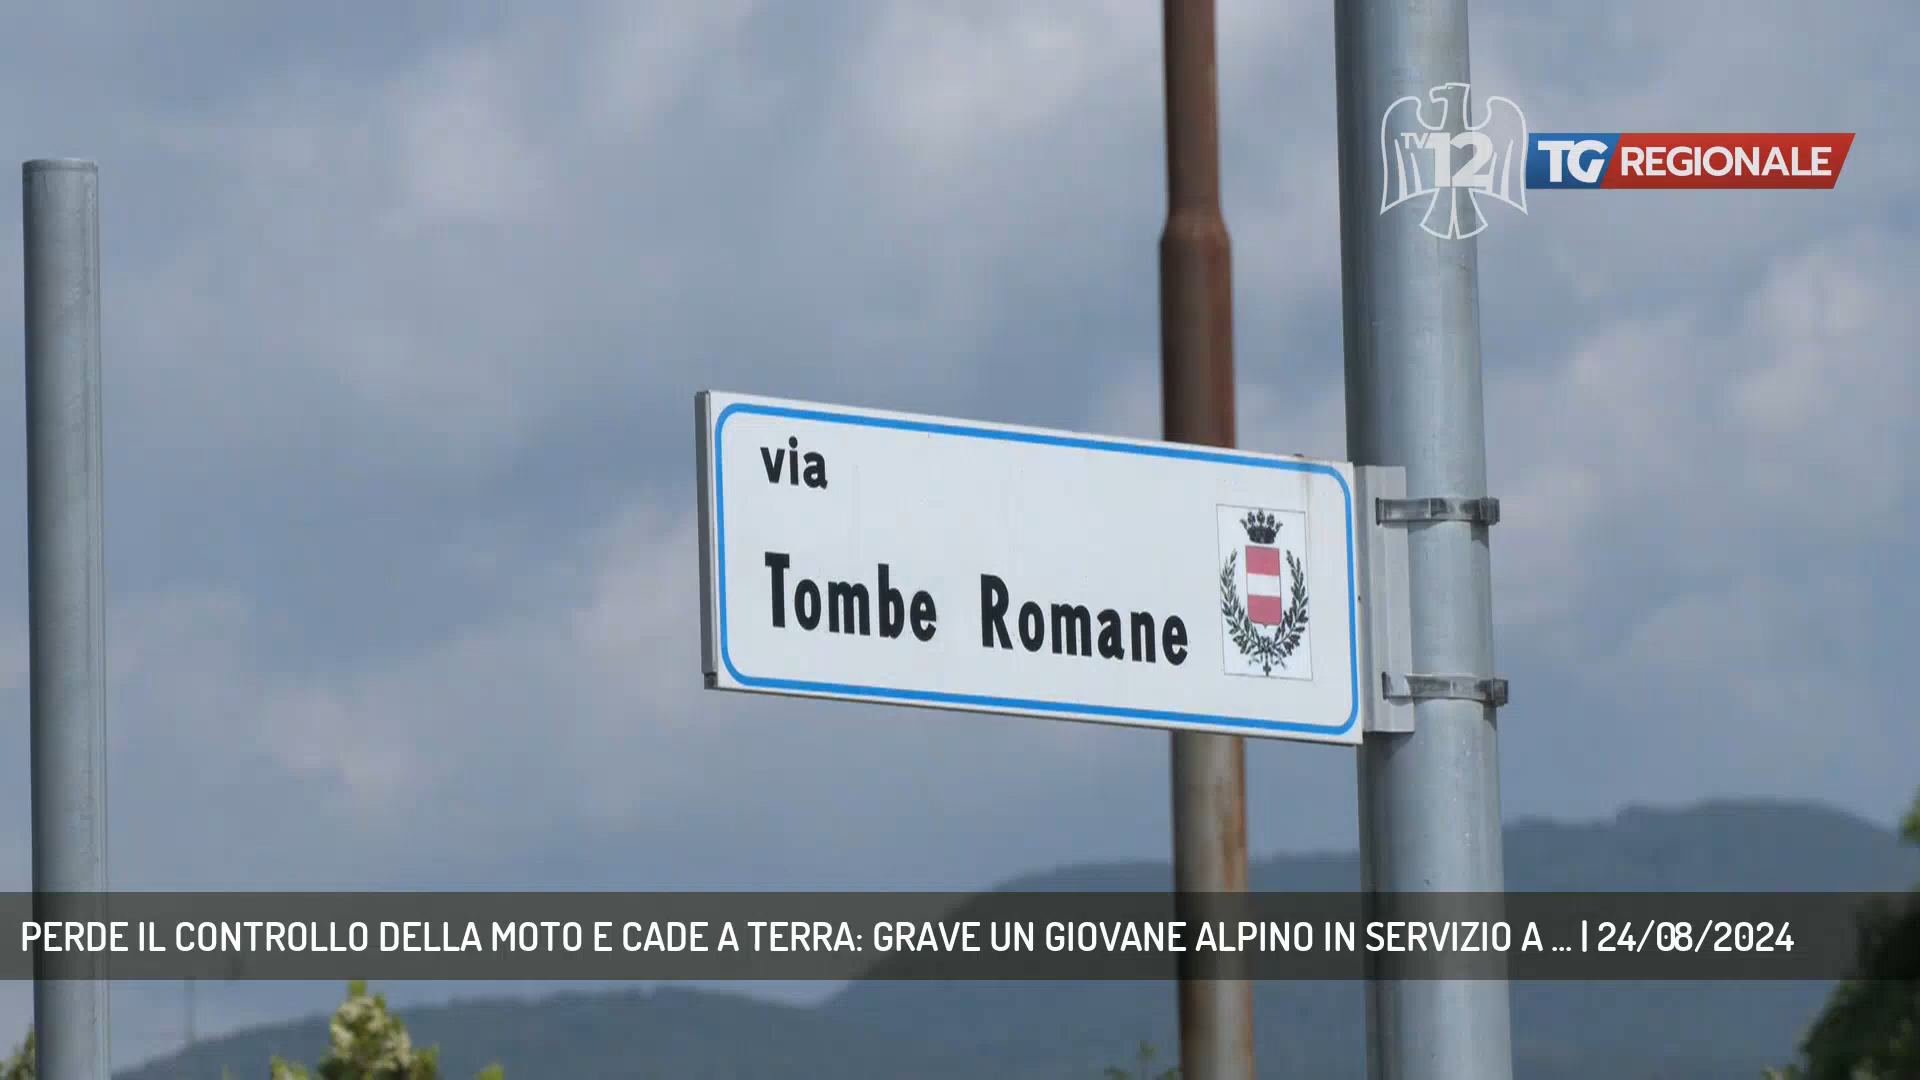 TV
12
TG REGIONALE
via
Tombe Romane
PERDE IL CONTROLLO DELLA MOTO E CADE A TERRA: GRAVE UN GIOVANE ALPINO IN SERVIZIO A ... | 24/08/2024